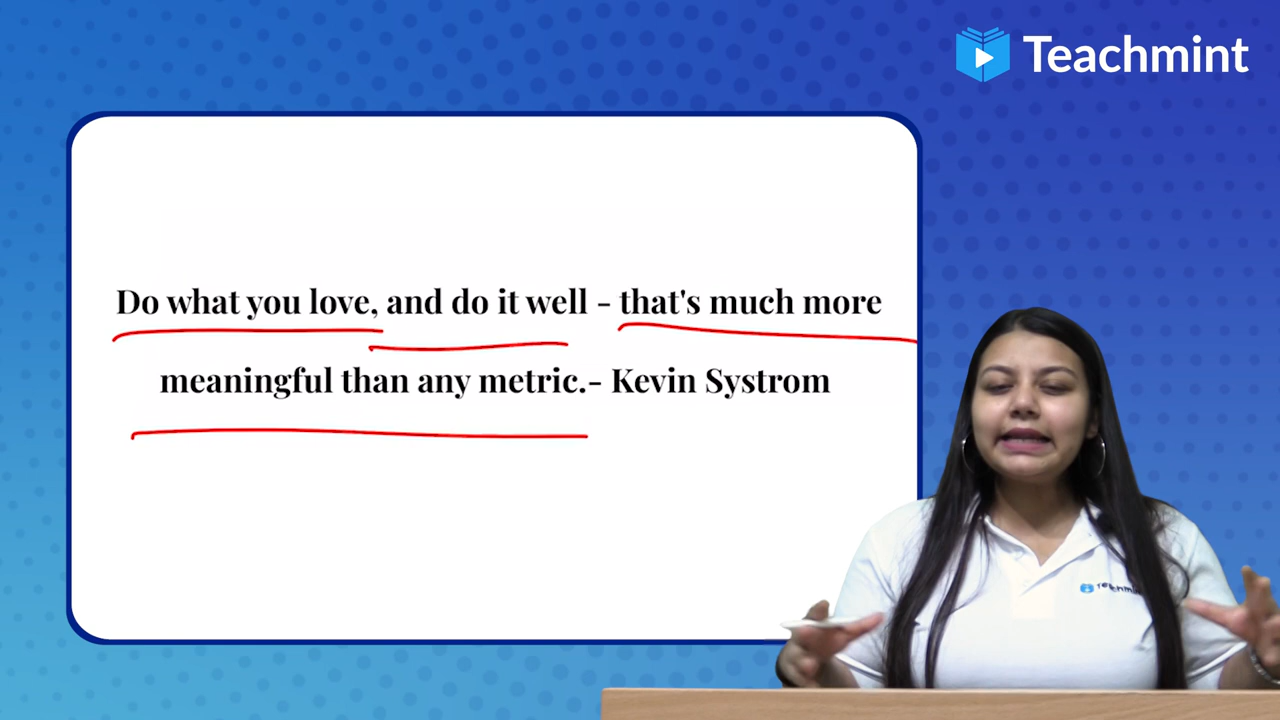 Teachmint
Do what you love, and do it well - that's much more
meaningful than any metric.- Kevin Systrom